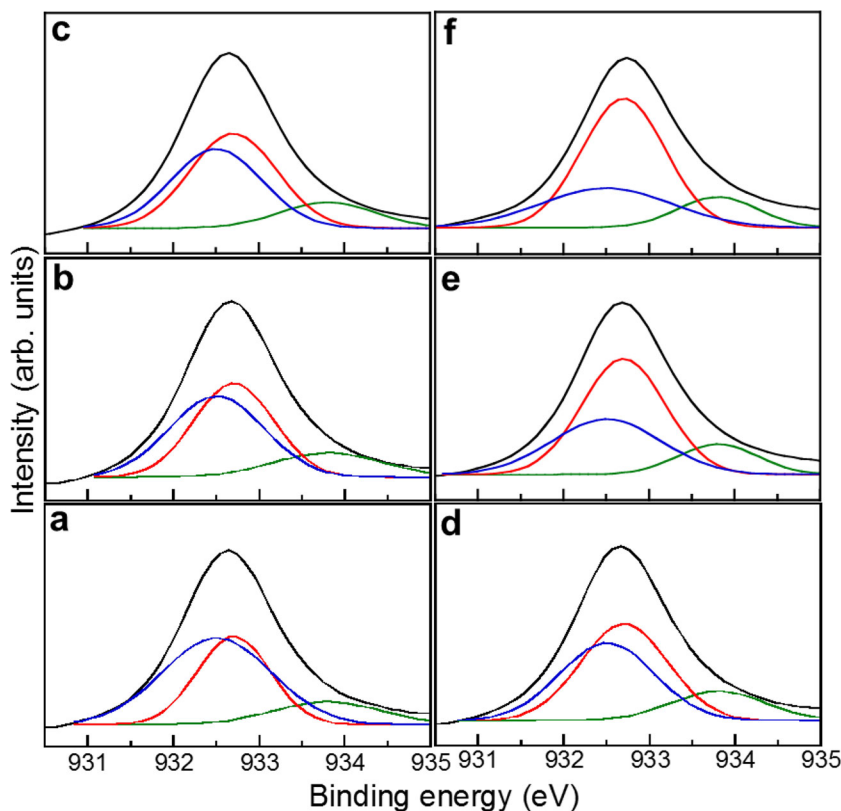 c
f
b
e
a
d
Intensity (arb. units)
931 932 933 934 935 931 932 933 934 935
Binding energy (eV)